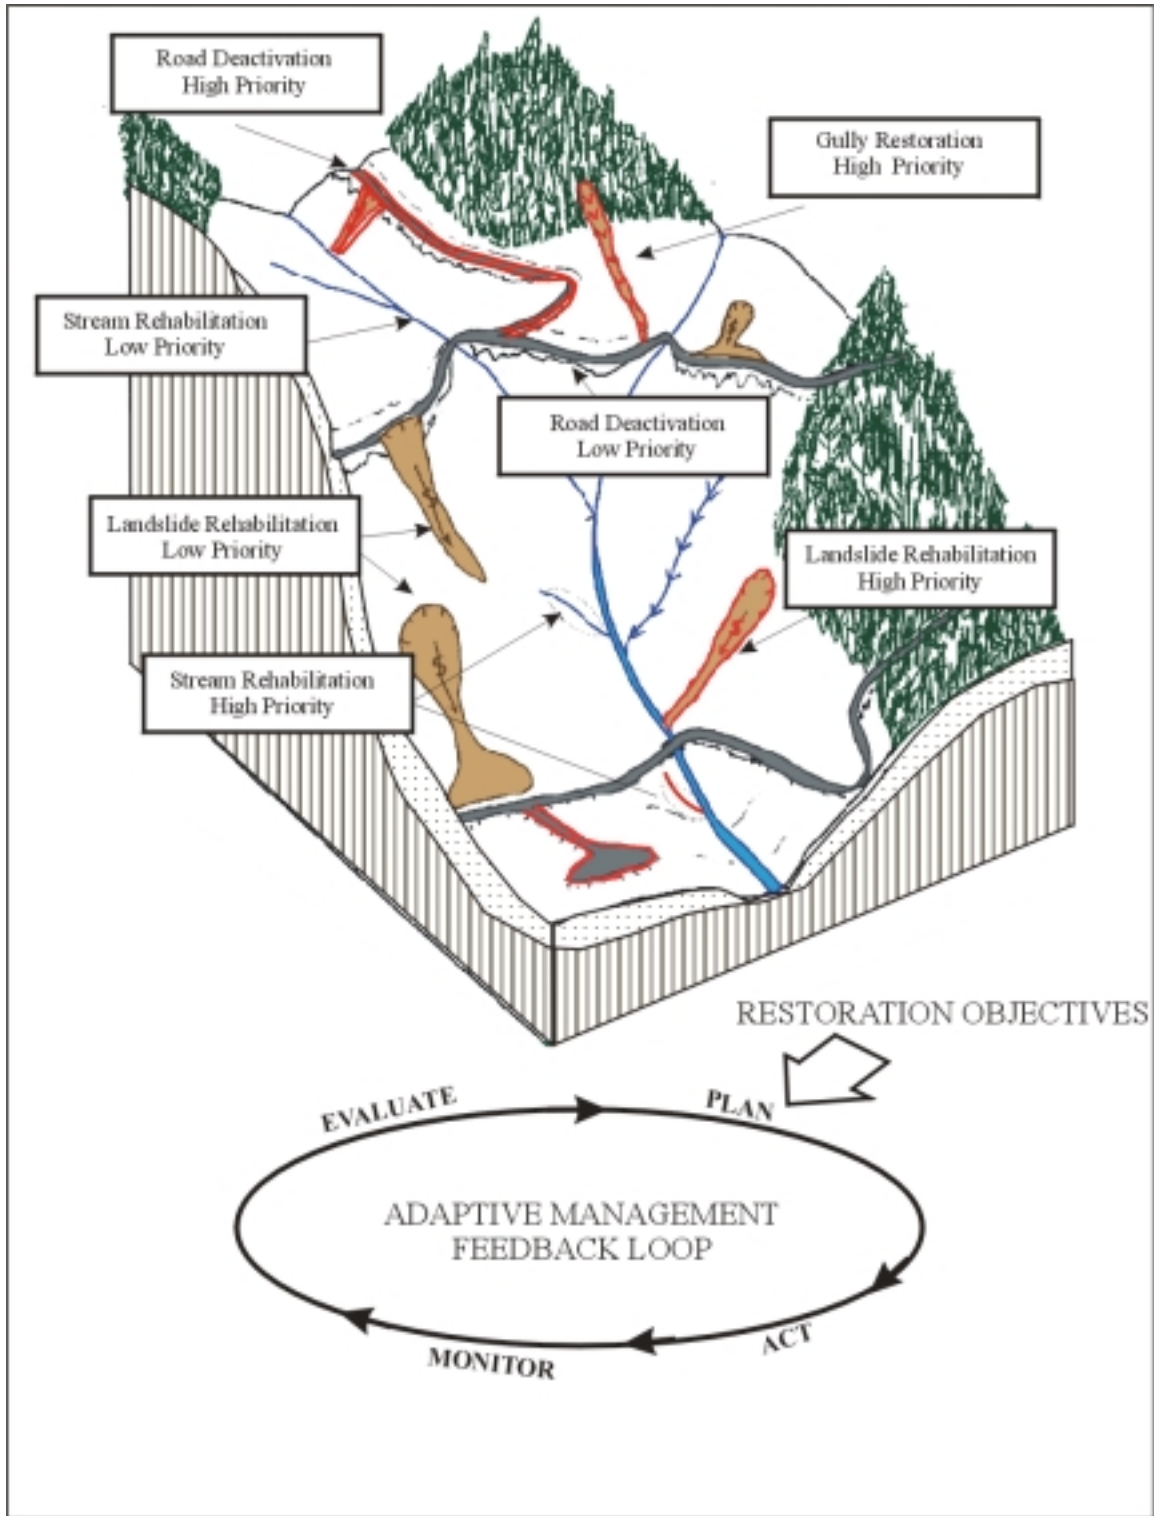 Road Deactivation
High Priority
Gully Restoration
High Priority
Stream Rehabilitation
Low Priority
Road Deactivation
Low Priority
Landslide Rehabilitation
Low Priority
Landslide Rehabilitation
High Priority
Stream Rehabilitation
High Priority
RESTORATION OBJECTIVES
EVALUATE
PLAN
ADAPTIVE MANAGEMENT
FEEDBACK LOOP
ACT
MONITOR